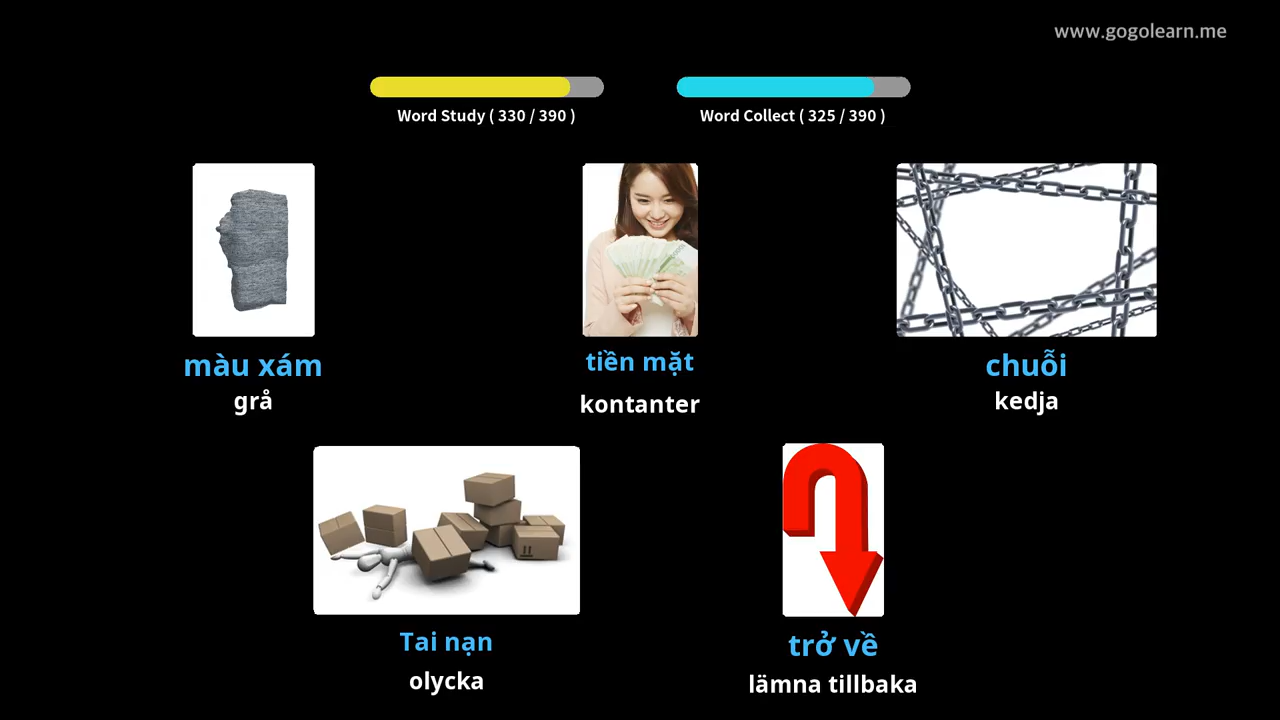 www.gogolearn.me
Word Study ( 330 / 390 )
Word Collect ( 325 / 390 )
màu xám
grå
tiền mặt
kontanter
chuỗi
kedja
Tai nạn
olycka
trở về
lämna tillbaka